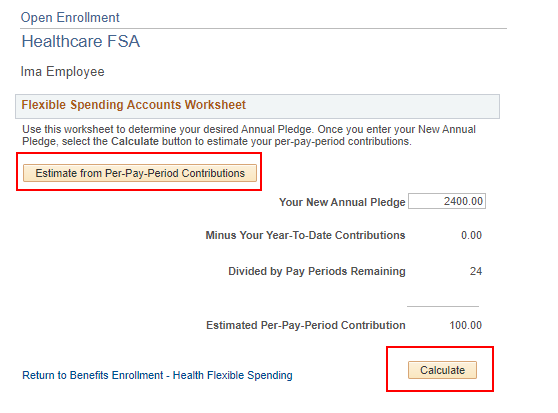 Open Enrollment
Healthcare FSA
Ima Employee
Flexible Spending Accounts Worksheet
Use this worksheet to determine your desired Annual Pledge. Once you enter your New Annual
Pledge, select the Calculate button to estimate your per-pay-period contributions.
Estimate from Per-Pay-Period Contributions
Your New Annual Pledge 2400.00
Minus Your Year-To-Date Contributions 0.00
Divided by Pay Periods Remaining 24
Estimated Per-Pay-Period Contribution 100.00
Calculate
Return to Benefits Enrollment - Health Flexible Spending